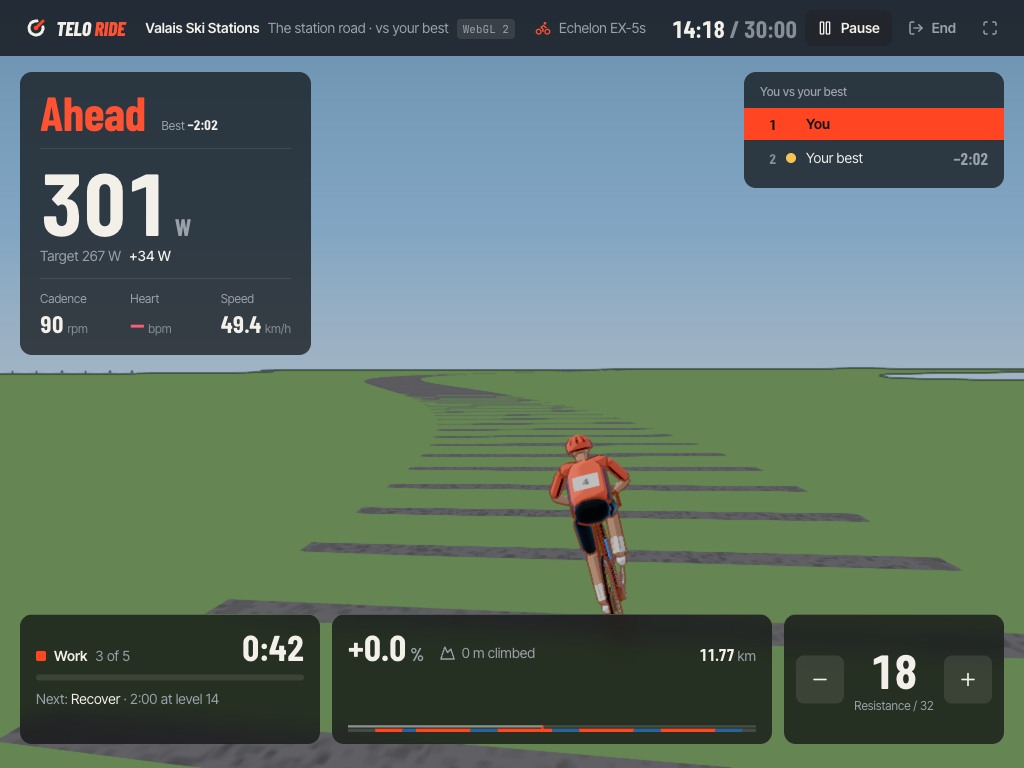 TELO RIDE Valais Ski Stations The station road · vs your best WebGL 2 Echelon EX-5s 14:18 / 30:00 Pause End
Ahead Best −2:02
301 W
Target 267 W +34 W
Cadence Heart Speed
90 rpm — bpm 49.4 km/h
You vs your best
1 You
2 Your best −2:02
4
Work 3 of 5 0:42
Next: Recover · 2:00 at level 14
+0.0 % 0 m climbed 11.77 km
− 18 +
Resistance / 32